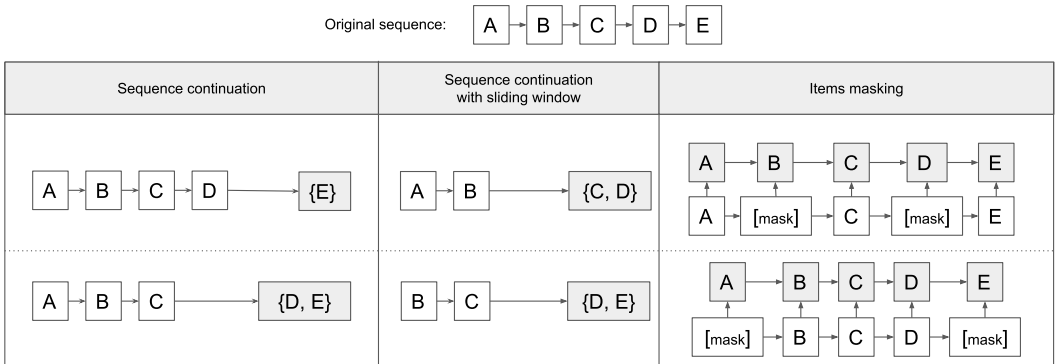 Original sequence: A B C D E
Sequence continuation
Sequence continuation
with sliding window
Items masking
A B C D {E}
A B {C, D}
A B C D E
A [mask] C [mask] E
A B C {D, E}
B C {D, E}
A B C D E
[mask] B C D [mask]